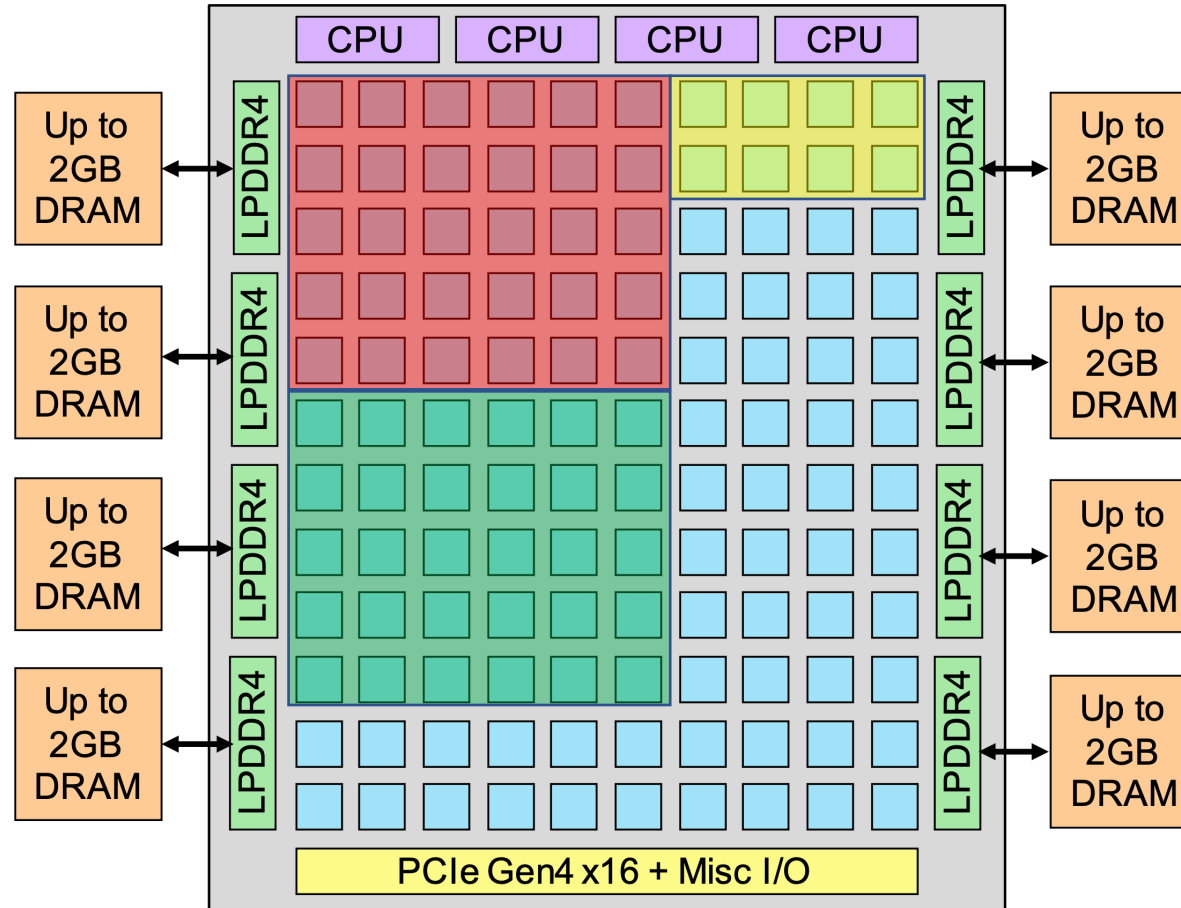 CPU CPU CPU CPU
Up to
2GB
DRAM
LPDDR4
LPDDR4
Up to
2GB
DRAM
Up to
2GB
DRAM
LPDDR4
LPDDR4
Up to
2GB
DRAM
Up to
2GB
DRAM
LPDDR4
LPDDR4
Up to
2GB
DRAM
Up to
2GB
DRAM
LPDDR4
LPDDR4
Up to
2GB
DRAM
PCIe Gen4 x16 + Misc I/O